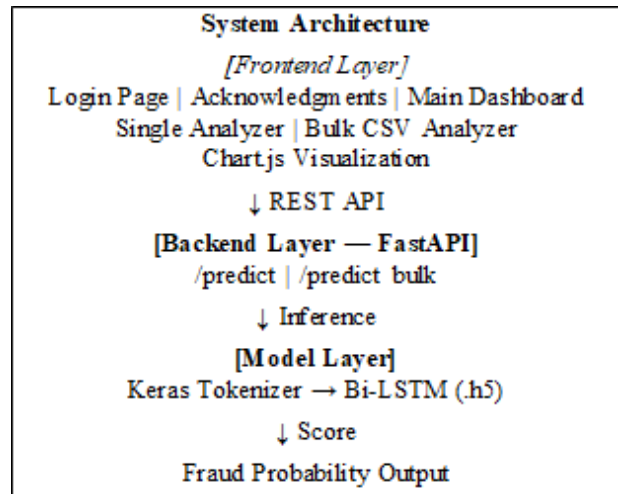 System Architecture
[Frontend Layer]
Login Page | Acknowledgments | Main Dashboard
Single Analyzer | Bulk CSV Analyzer
Chart.js Visualization
↓ REST API
[Backend Layer — FastAPI]
/predict | /predict bulk
↓ Inference
[Model Layer]
Keras Tokenizer → Bi-LSTM (.h5)
↓ Score
Fraud Probability Output